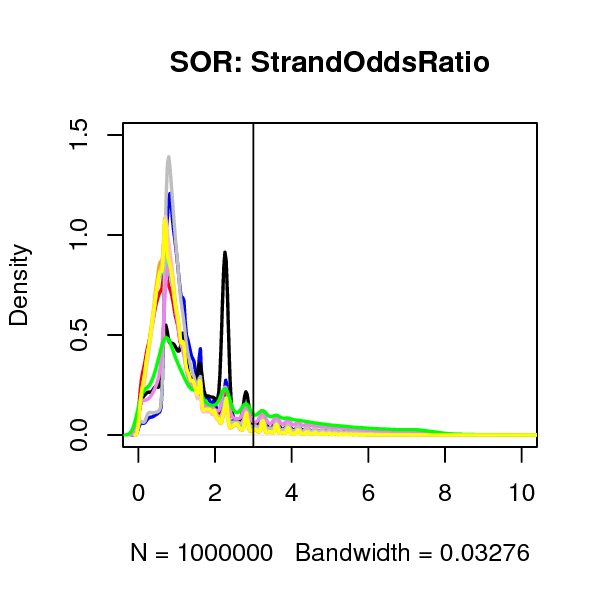 SOR: StrandOddsRatio
Density
1.5
1.0
0.5
0.0
0 2 4 6 8 10
N = 1000000 Bandwidth = 0.03276